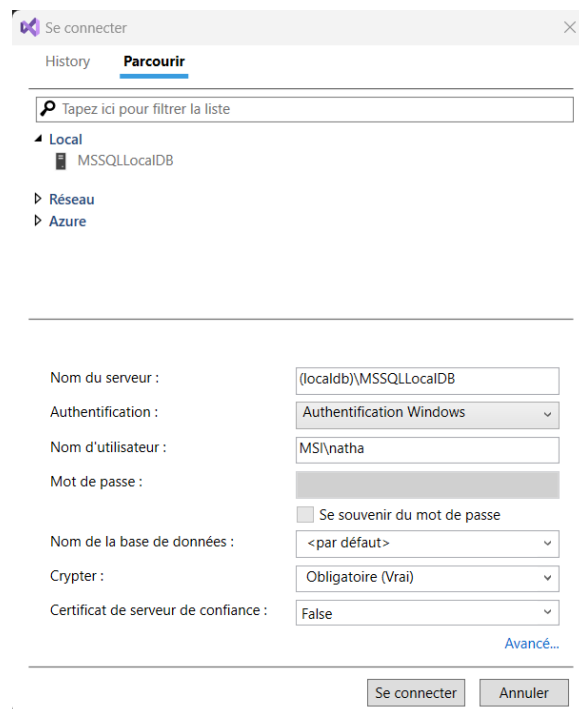 Se connecter
History Parcourir
Tapez ici pour filtrer la liste
Local
MSSQLLocalDB
Réseau
Azure
Nom du serveur : (localdb)\MSSQLLocalDB
Authentification : Authentification Windows
Nom d'utilisateur : MSI\natha
Mot de passe :
Se souvenir du mot de passe
Nom de la base de données : <par défaut>
Crypter : Obligatoire (Vrai)
Certificat de serveur de confiance : False
Avancé...
Se connecter Annuler